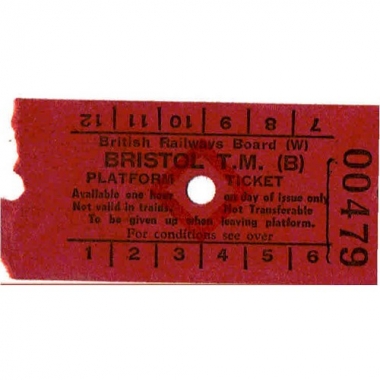 12 11 10 9 8 7
British Railways Board (W)
BRISTOL T.M. (B)
PLATFORM TICKET
Available one hour on day of issue only
Not valid in trains. Not Transferable
To be given up when leaving platform.
For conditions see over
1 2 3 4 5 6
00479